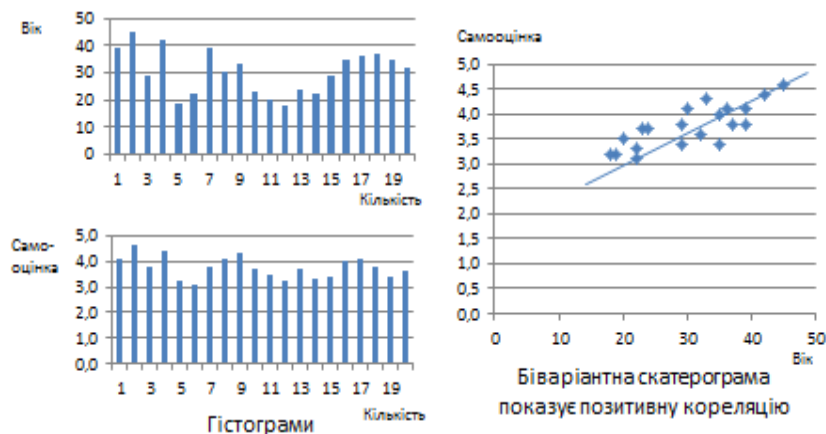 Вік
50
40
30
20
10
0
1 3 5 7 9 11 13 15 17 19
Кількість
Само-
оцінка
5,0
4,0
3,0
2,0
1,0
0,0
1 3 5 7 9 11 13 15 17 19
Кількість
Гістограми
Самооцінка
5,0
4,5
4,0
3,5
3,0
2,5
2,0
1,5
1,0
0,5
0,0
0 10 20 30 40 50
Вік
Біваріантна скатерограма
показує позитивну кореляцію